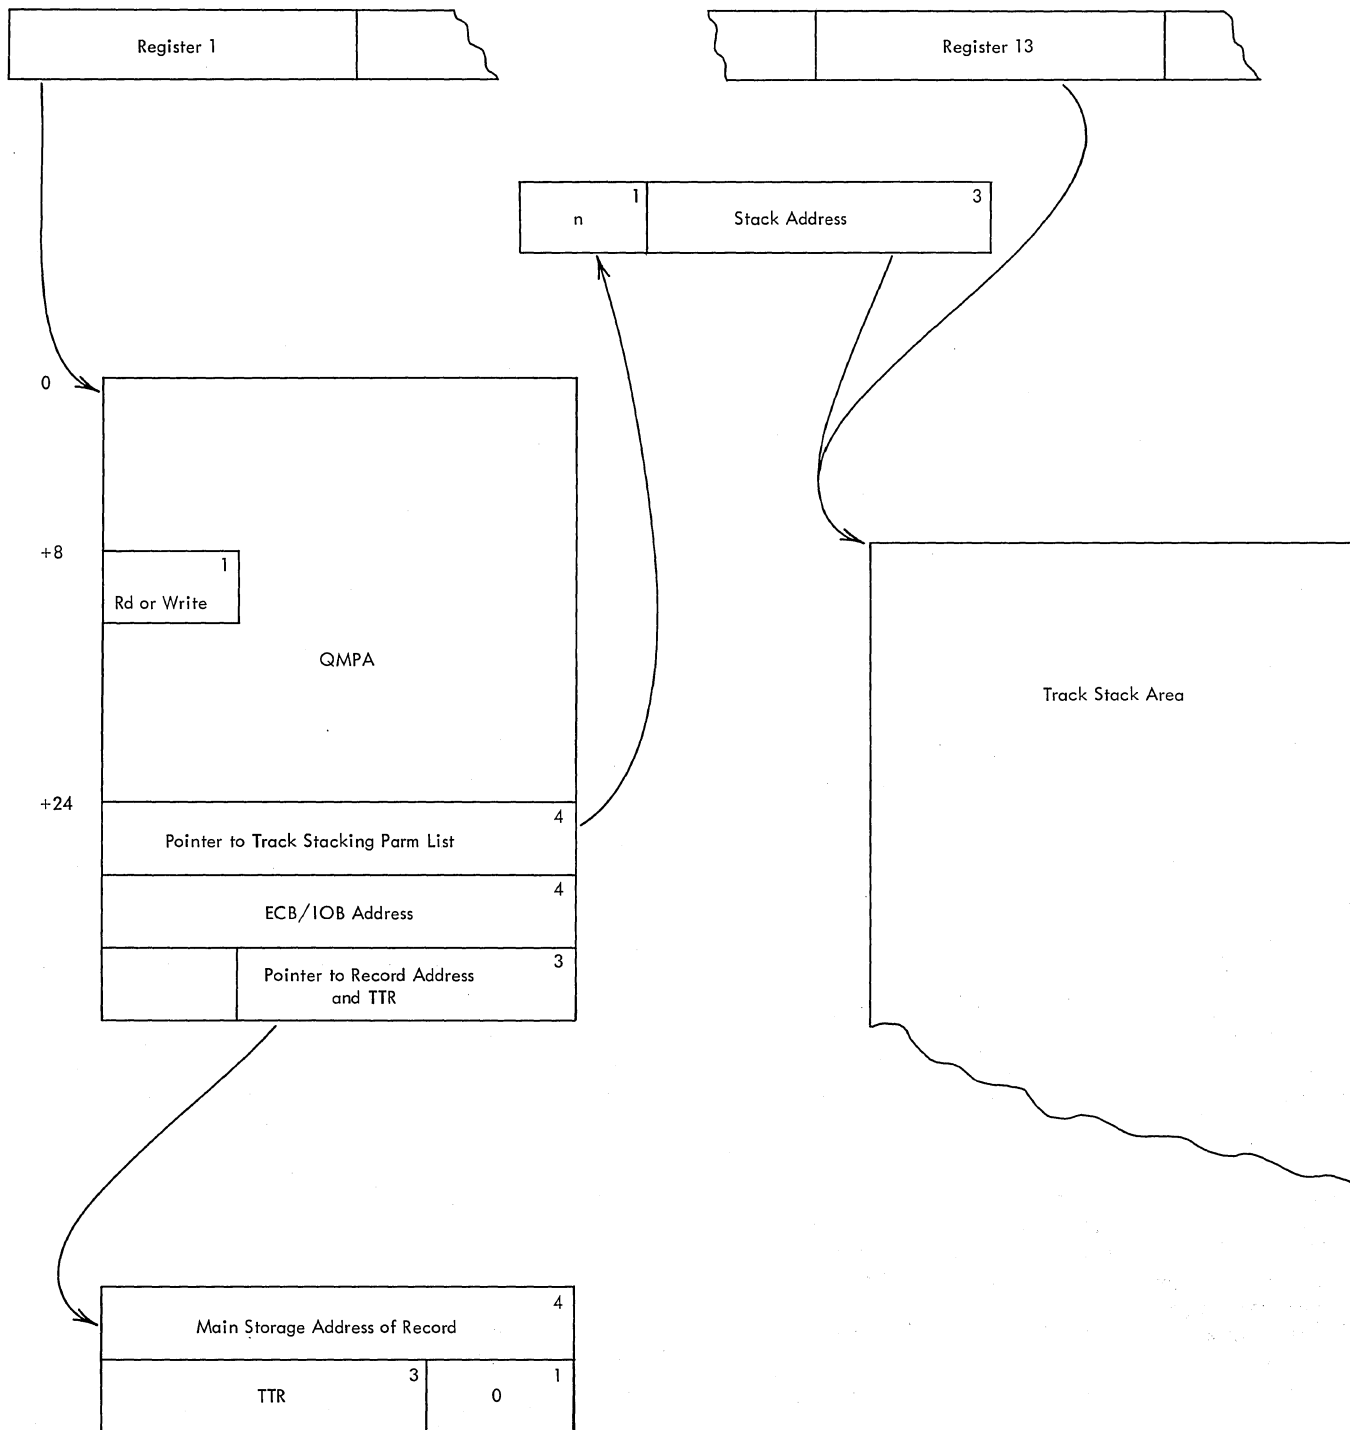 Register 1
Register 13
1
3
n
Stack Address
0
+8
1
Rd or Write
QMPA
Track Stack Area
+24
4
Pointer to Track Stacking Parm List
4
ECB/IOB Address
3
Pointer to Record Address
and TTR
4
Main Storage Address of Record
3
1
TTR
0